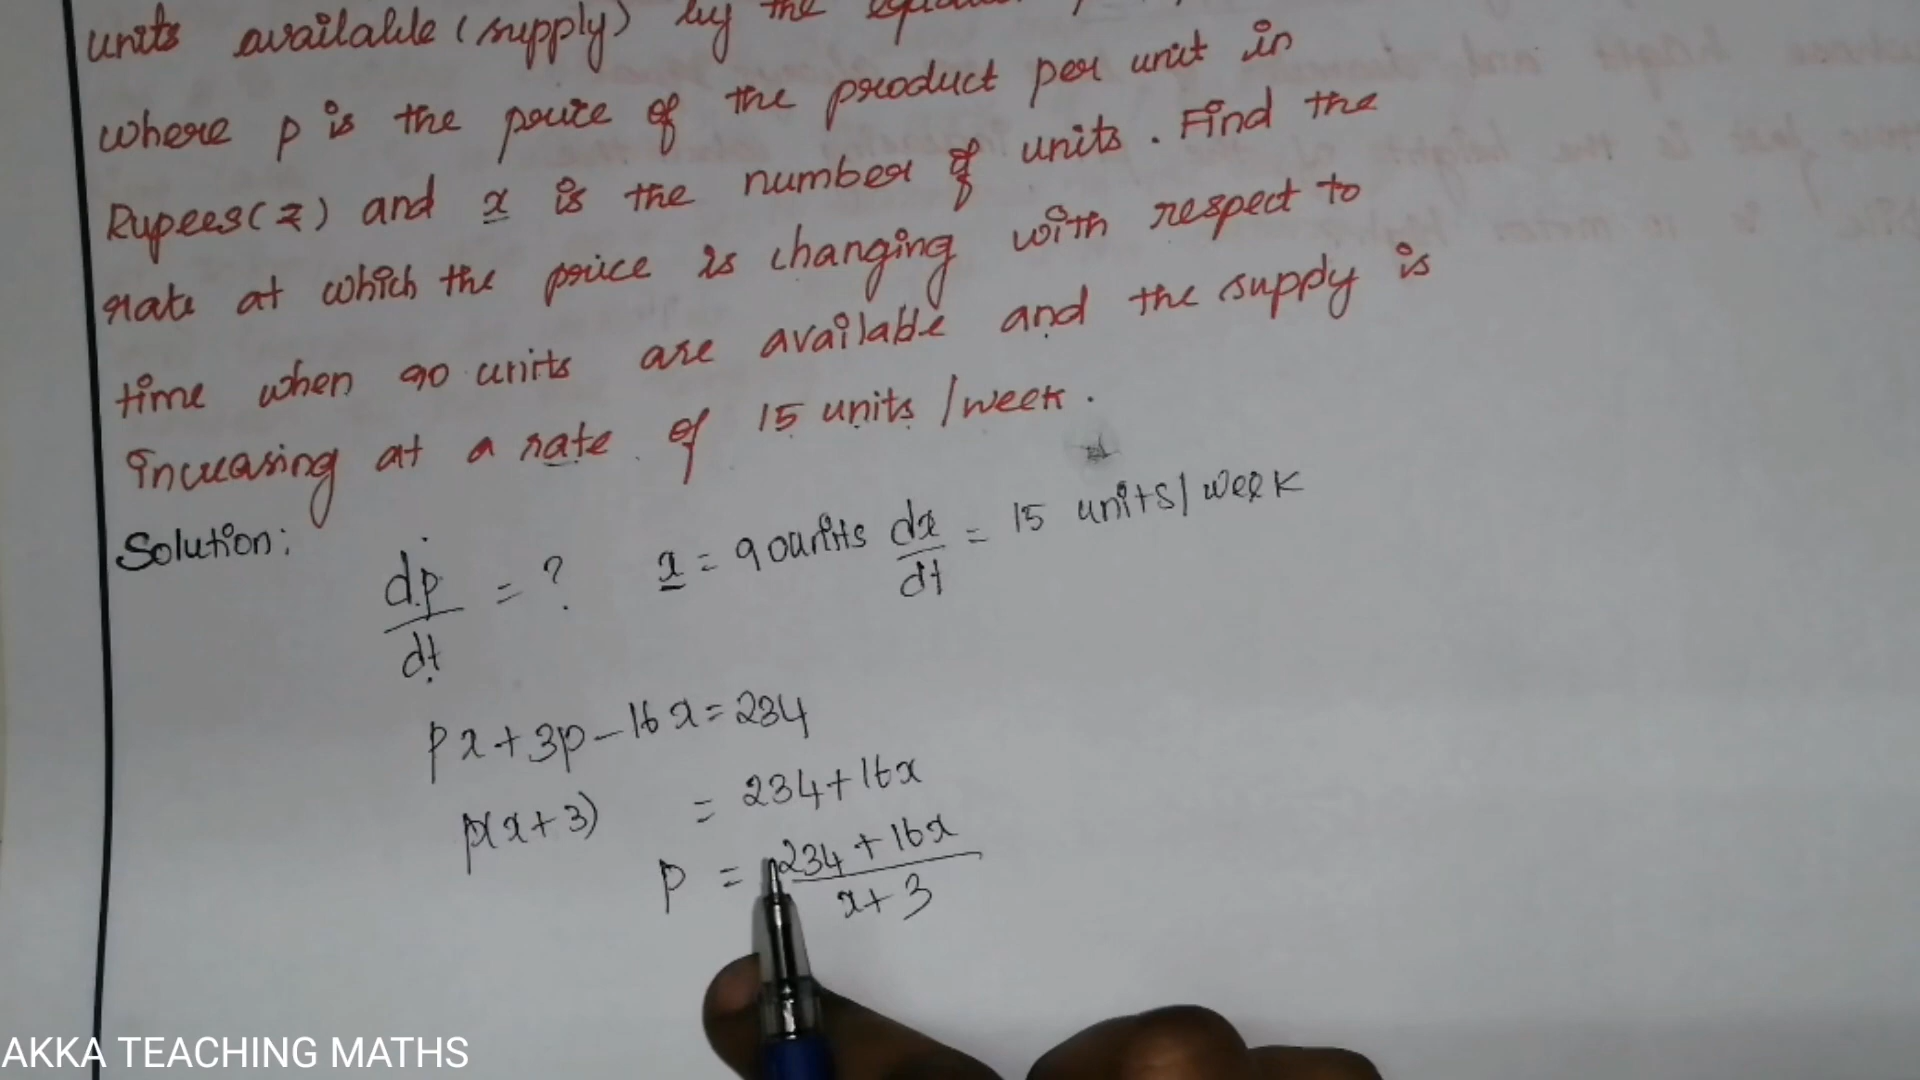 units available (supply) by the
where p is the price of the product per unit in
Rupees(₹) and x is the number of units. Find the
rate at which the price is changing with respect to
time when 90 units are available and the supply is
increasing at a rate of 15 units /week.
Solution:
dp/dt = ? x = 90units dx/dt = 15 units/week
px+3p-16x=234
p(x+3) = 234+16x
p = 234+16x / x+3
AKKA TEACHING MATHS